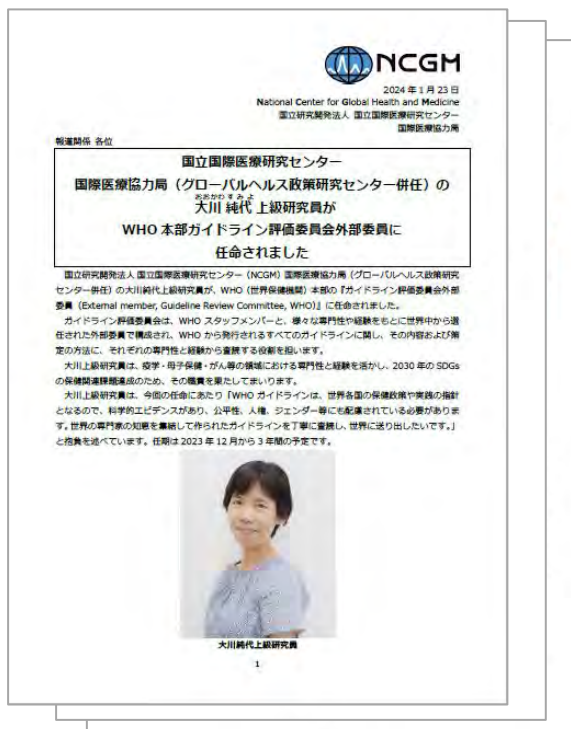 NCGM
2024 年 1 月 23 日
National Center for Global Health and Medicine
国立研究開発法人 国立国際医療研究センター
国際医療協力局
報道関係 各位
国立国際医療研究センター
国際医療協力局（グローバルヘルス政策研究センター併任）の
おおかわ すみよ
大川 純代 上級研究員が
WHO 本部ガイドライン評価委員会外部委員に
任命されました
国立研究開発法人 国立国際医療研究センター（NCGM）国際医療協力局（グローバルヘルス政策研究
センター併任）の大川純代上級研究員が、WHO（世界保健機関）本部の『ガイドライン評価委員会外部
委員（External member, Guideline Review Committee, WHO）』に任命されました。
ガイドライン評価委員会は、WHO スタッフメンバーと、様々な専門性や経験をもとに世界中から選
任された外部委員で構成され、WHO から発行されるすべてのガイドラインに関し、その内容および策
定の方法に、それぞれの専門性と経験から査読する役割を担います。
大川上級研究員は、疫学・母子保健・がん等の領域における専門性と経験を活かし、2030 年の SDGs
の保健関連課題達成のため、その職責を果たしてまいります。
大川上級研究員は、今回の任命にあたり「WHO ガイドラインは、世界各国の保健政策や実践の指針
となるので、科学的エビデンスがあり、公平性、人権、ジェンダー等にも配慮されている必要がありま
す。世界の専門家の知恵を集結して作られたガイドラインを丁寧に査読し、世界に送り出したいです。」
と抱負を述べています。任期は 2023 年 12 月から 3 年間の予定です。
大川純代上級研究員
1